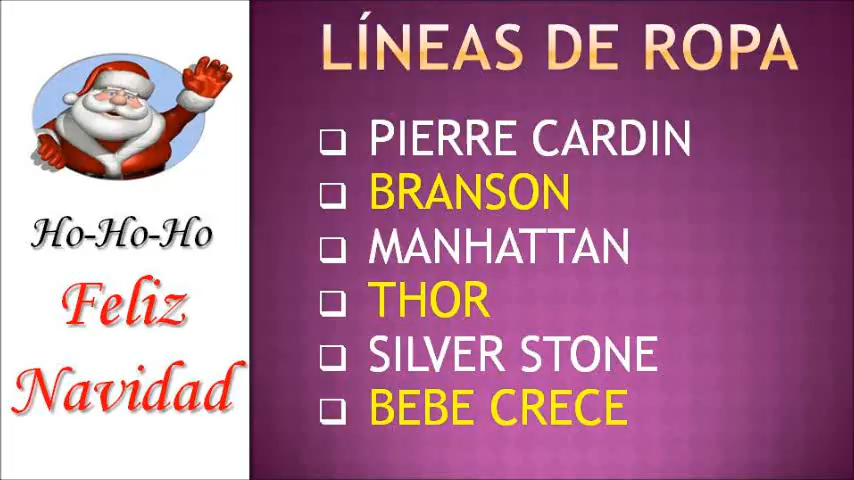 Ho-Ho-Ho
Feliz
Navidad
LÍNEAS DE ROPA
PIERRE CARDIN
BRANSON
MANHATTAN
THOR
SILVER STONE
BEBE CRECE